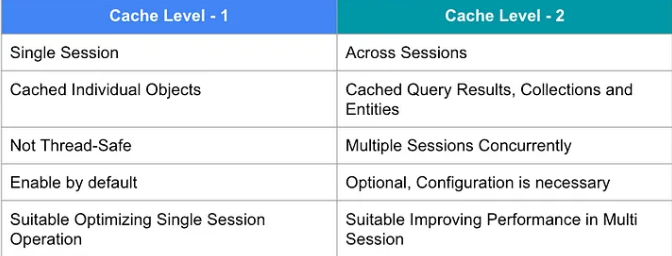 Cache Level - 1
Cache Level - 2
Single Session
Across Sessions
Cached Individual Objects
Cached Query Results, Collections and
Entities
Not Thread-Safe
Multiple Sessions Concurrently
Enable by default
Optional, Configuration is necessary
Suitable Optimizing Single Session
Operation
Suitable Improving Performance in Multi
Session